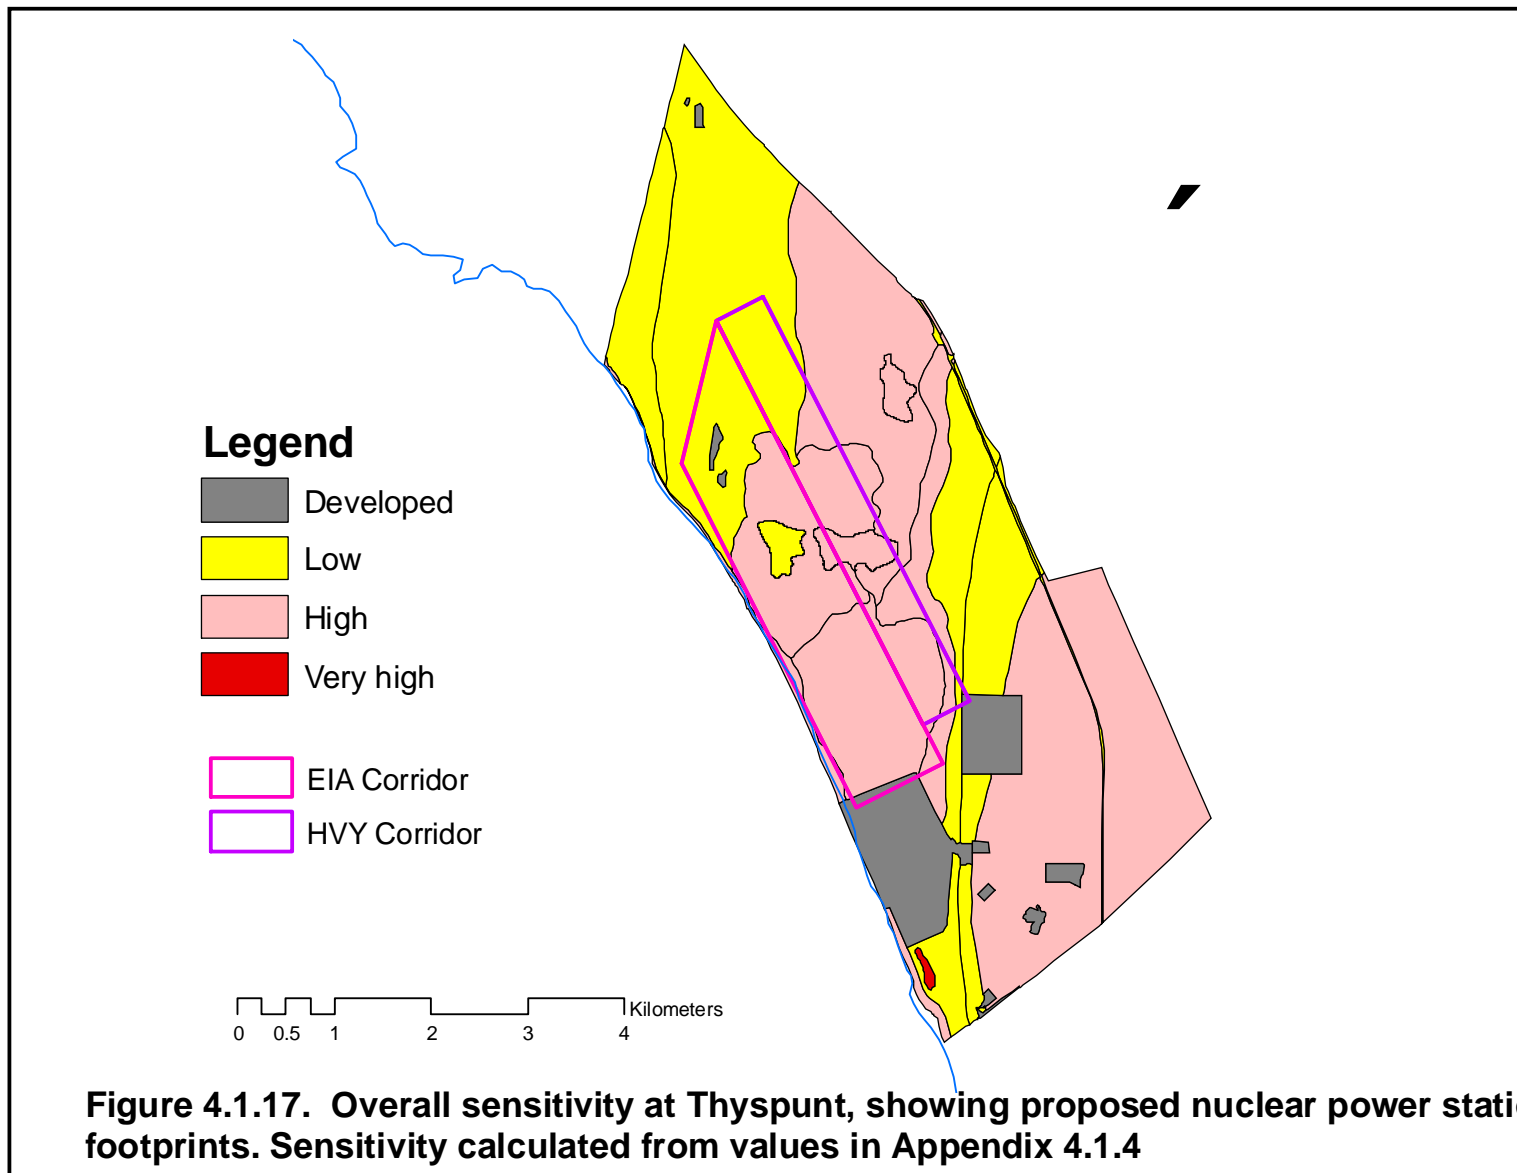 Legend
Developed
Low
High
Very high
EIA Corridor
HVY Corridor
Kilometers
0 0.5 1 2 3 4
Figure 4.1.17. Overall sensitivity at Thyspunt, showing proposed nuclear power stati
footprints. Sensitivity calculated from values in Appendix 4.1.4